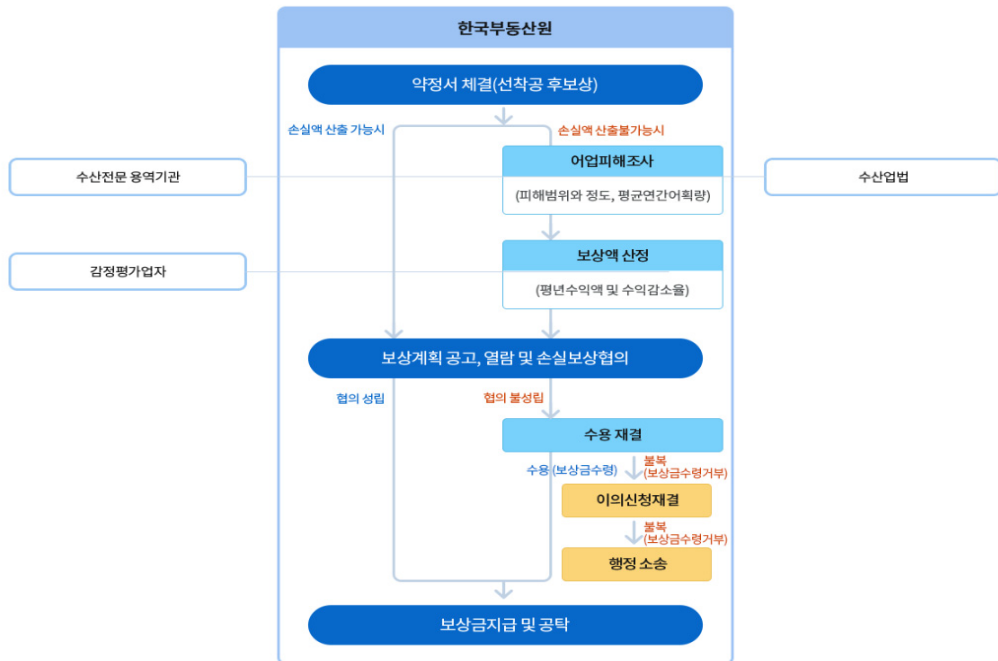 한국부동산원
약정서 체결(선착공 후보상)
손실액 산출 가능시
손실액 산출불가능시
수산전문 용역기관
어업피해조사
(피해범위와 정도, 평균연간어획량)
수산업법
감정평가업자
보상액 산정
(평년수익액 및 수익감소율)
보상계획 공고, 열람 및 손실보상협의
협의 성립
협의 불성립
수용 재결
수용 (보상금수령)
불복
(보상금수령거부)
이의신청재결
불복
(보상금수령거부)
행정 소송
보상금지급 및 공탁